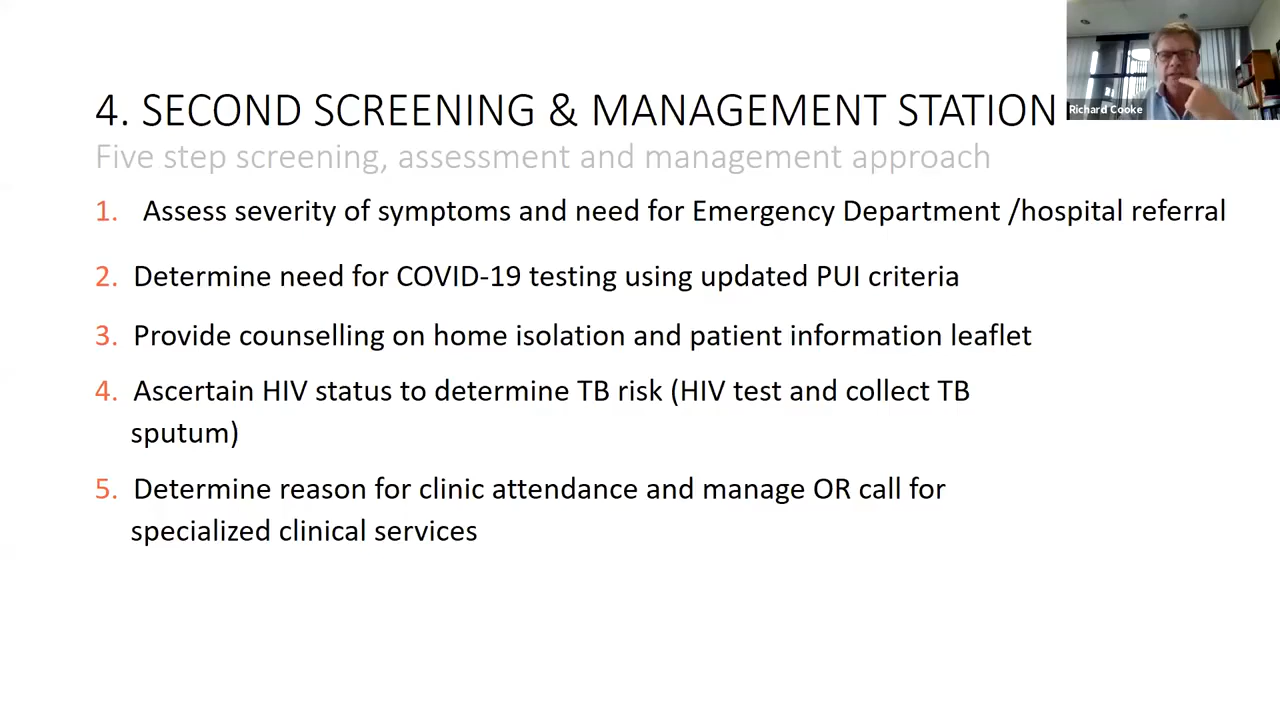 4. SECOND SCREENING & MANAGEMENT STATION
Richard Cooke
Five step screening, assessment and management approach
1. Assess severity of symptoms and need for Emergency Department /hospital referral
2. Determine need for COVID-19 testing using updated PUI criteria
3. Provide counselling on home isolation and patient information leaflet
4. Ascertain HIV status to determine TB risk (HIV test and collect TB
sputum)
5. Determine reason for clinic attendance and manage OR call for
specialized clinical services